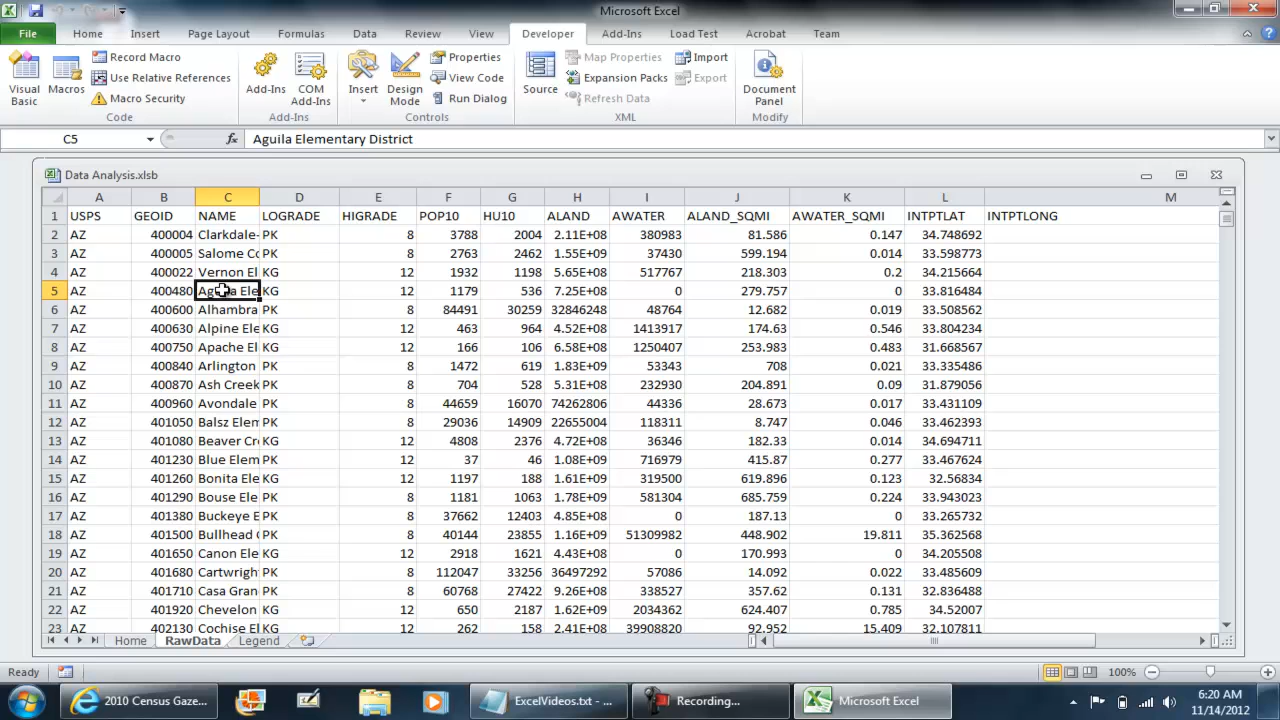 Microsoft Excel
File Home Insert Page Layout Formulas Data Review View Developer Add-Ins Load Test Acrobat Team
Visual Basic
Macros
Record Macro
Use Relative References
Macro Security
Code
Add-Ins
COM Add-Ins
Add-Ins
Insert
Design Mode
Properties
View Code
Run Dialog
Controls
Source
Map Properties
Expansion Packs
Refresh Data
Import
Export
XML
Document Panel
Modify
C5 fx Aguila Elementary District
Data Analysis.xlsb
A B C D E F G H I J K L M
1 USPS GEOID NAME LOGRADE HIGRADE POP10 HU10 ALAND AWATER ALAND_SQMI AWATER_SQMI INTPTLAT INTPTLONG
2 AZ 400004 Clarkdale- PK 8 3788 2004 2.11E+08 380983 81.586 0.147 34.748692
3 AZ 400005 Salome Co PK 8 2763 2462 1.55E+09 37430 599.194 0.014 33.598773
4 AZ 400022 Vernon El KG 12 1932 1198 5.65E+08 517767 218.303 0.2 34.215664
5 AZ 400480 Aguila Ele KG 12 1179 536 7.25E+08 0 279.757 0 33.816484
6 AZ 400600 Alhambra PK 8 84491 30259 32846248 48764 12.682 0.019 33.508562
7 AZ 400630 Alpine Ele KG 12 463 964 4.52E+08 1413917 174.63 0.546 33.804234
8 AZ 400750 Apache El KG 12 166 106 6.58E+08 1250407 253.983 0.483 31.668567
9 AZ 400840 Arlington PK 8 1472 619 1.83E+09 53343 708 0.021 33.335485
10 AZ 400870 Ash Creek PK 8 704 528 5.31E+08 232930 204.891 0.09 31.879056
11 AZ 400960 Avondale PK 8 44659 16070 74262806 44336 28.673 0.017 33.431109
12 AZ 401050 Balsz Elem PK 8 29036 14909 22655004 118311 8.747 0.046 33.462393
13 AZ 401080 Beaver Cr KG 12 4808 2376 4.72E+08 36346 182.33 0.014 34.694711
14 AZ 401230 Blue Elem PK 12 37 46 1.08E+09 716979 415.87 0.277 33.467624
15 AZ 401260 Bonita Ele KG 12 1197 188 1.61E+09 319500 619.896 0.123 32.56834
16 AZ 401290 Bouse Ele PK 8 1181 1063 1.78E+09 581304 685.759 0.224 33.943023
17 AZ 401380 Buckeye E PK 8 37662 12403 4.85E+08 0 187.13 0 33.265732
18 AZ 401500 Bullhead C PK 8 40144 23855 1.16E+09 51309982 448.902 19.811 35.362568
19 AZ 401650 Canon Ele KG 12 2918 1621 4.43E+08 0 170.993 0 34.205508
20 AZ 401680 Cartwright PK 8 112047 33256 36497292 57086 14.092 0.022 33.485609
21 AZ 401710 Casa Gran PK 8 60768 27422 9.26E+08 338527 357.62 0.131 32.836488
22 AZ 401920 Chevelon KG 12 650 2187 1.62E+09 2034362 624.407 0.785 34.52007
23 AZ 402130 Cochise El KG 12 262 158 2.41E+08 39908820 92.952 15.409 32.107811
Home RawData Legend
Ready 100%
2010 Census Gaze... ExcelVideos.txt - ... Recording... Microsoft Excel 6:20 AM
11/14/2012